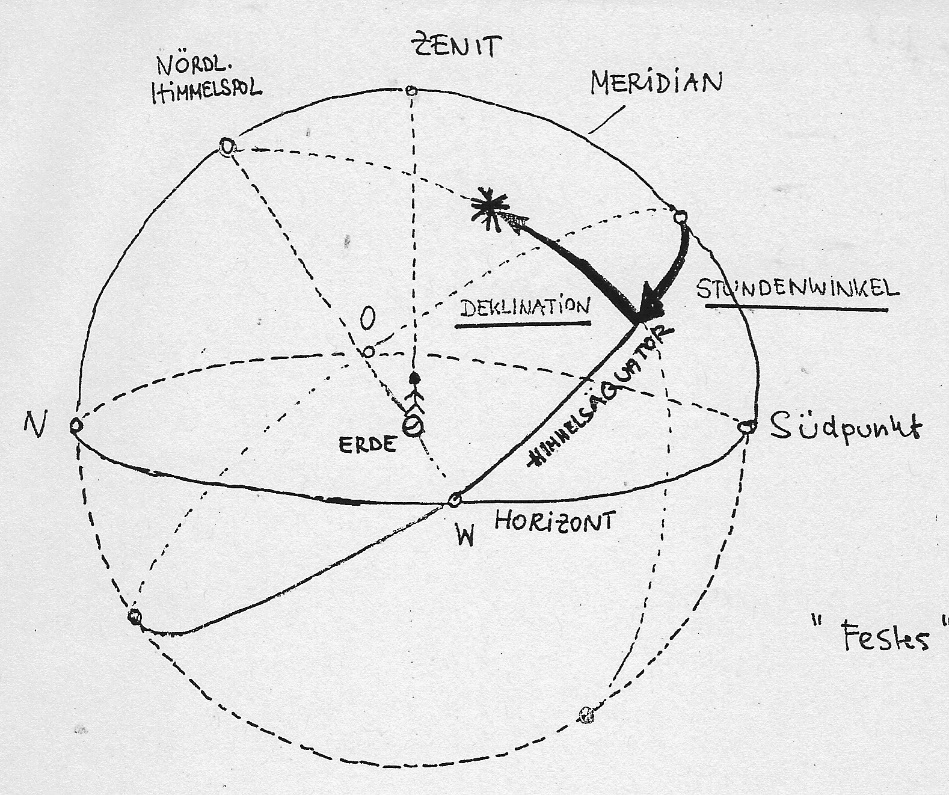 ZENIT
NÖRDL.
HIMMELSPOL
MERIDIAN
STUNDENWINKEL
DEKLINATION
O
HIMMELSÄQUATOR
N
ERDE
Südpunkt
W
HORIZONT
"Festes"